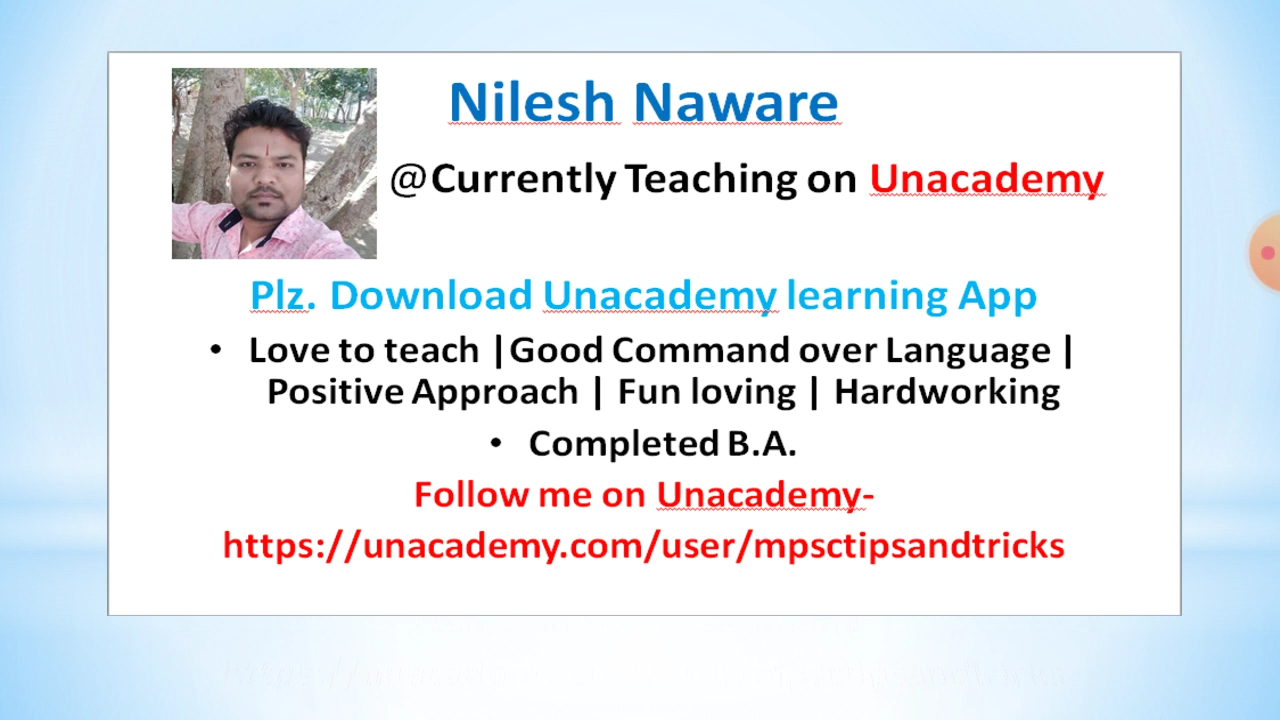 Nilesh Naware
@Currently Teaching on Unacademy
Plz. Download Unacademy learning App
• Love to teach |Good Command over Language |
Positive Approach | Fun loving | Hardworking
• Completed B.A.
Follow me on Unacademy-
https://unacademy.com/user/mpsctipsandtricks